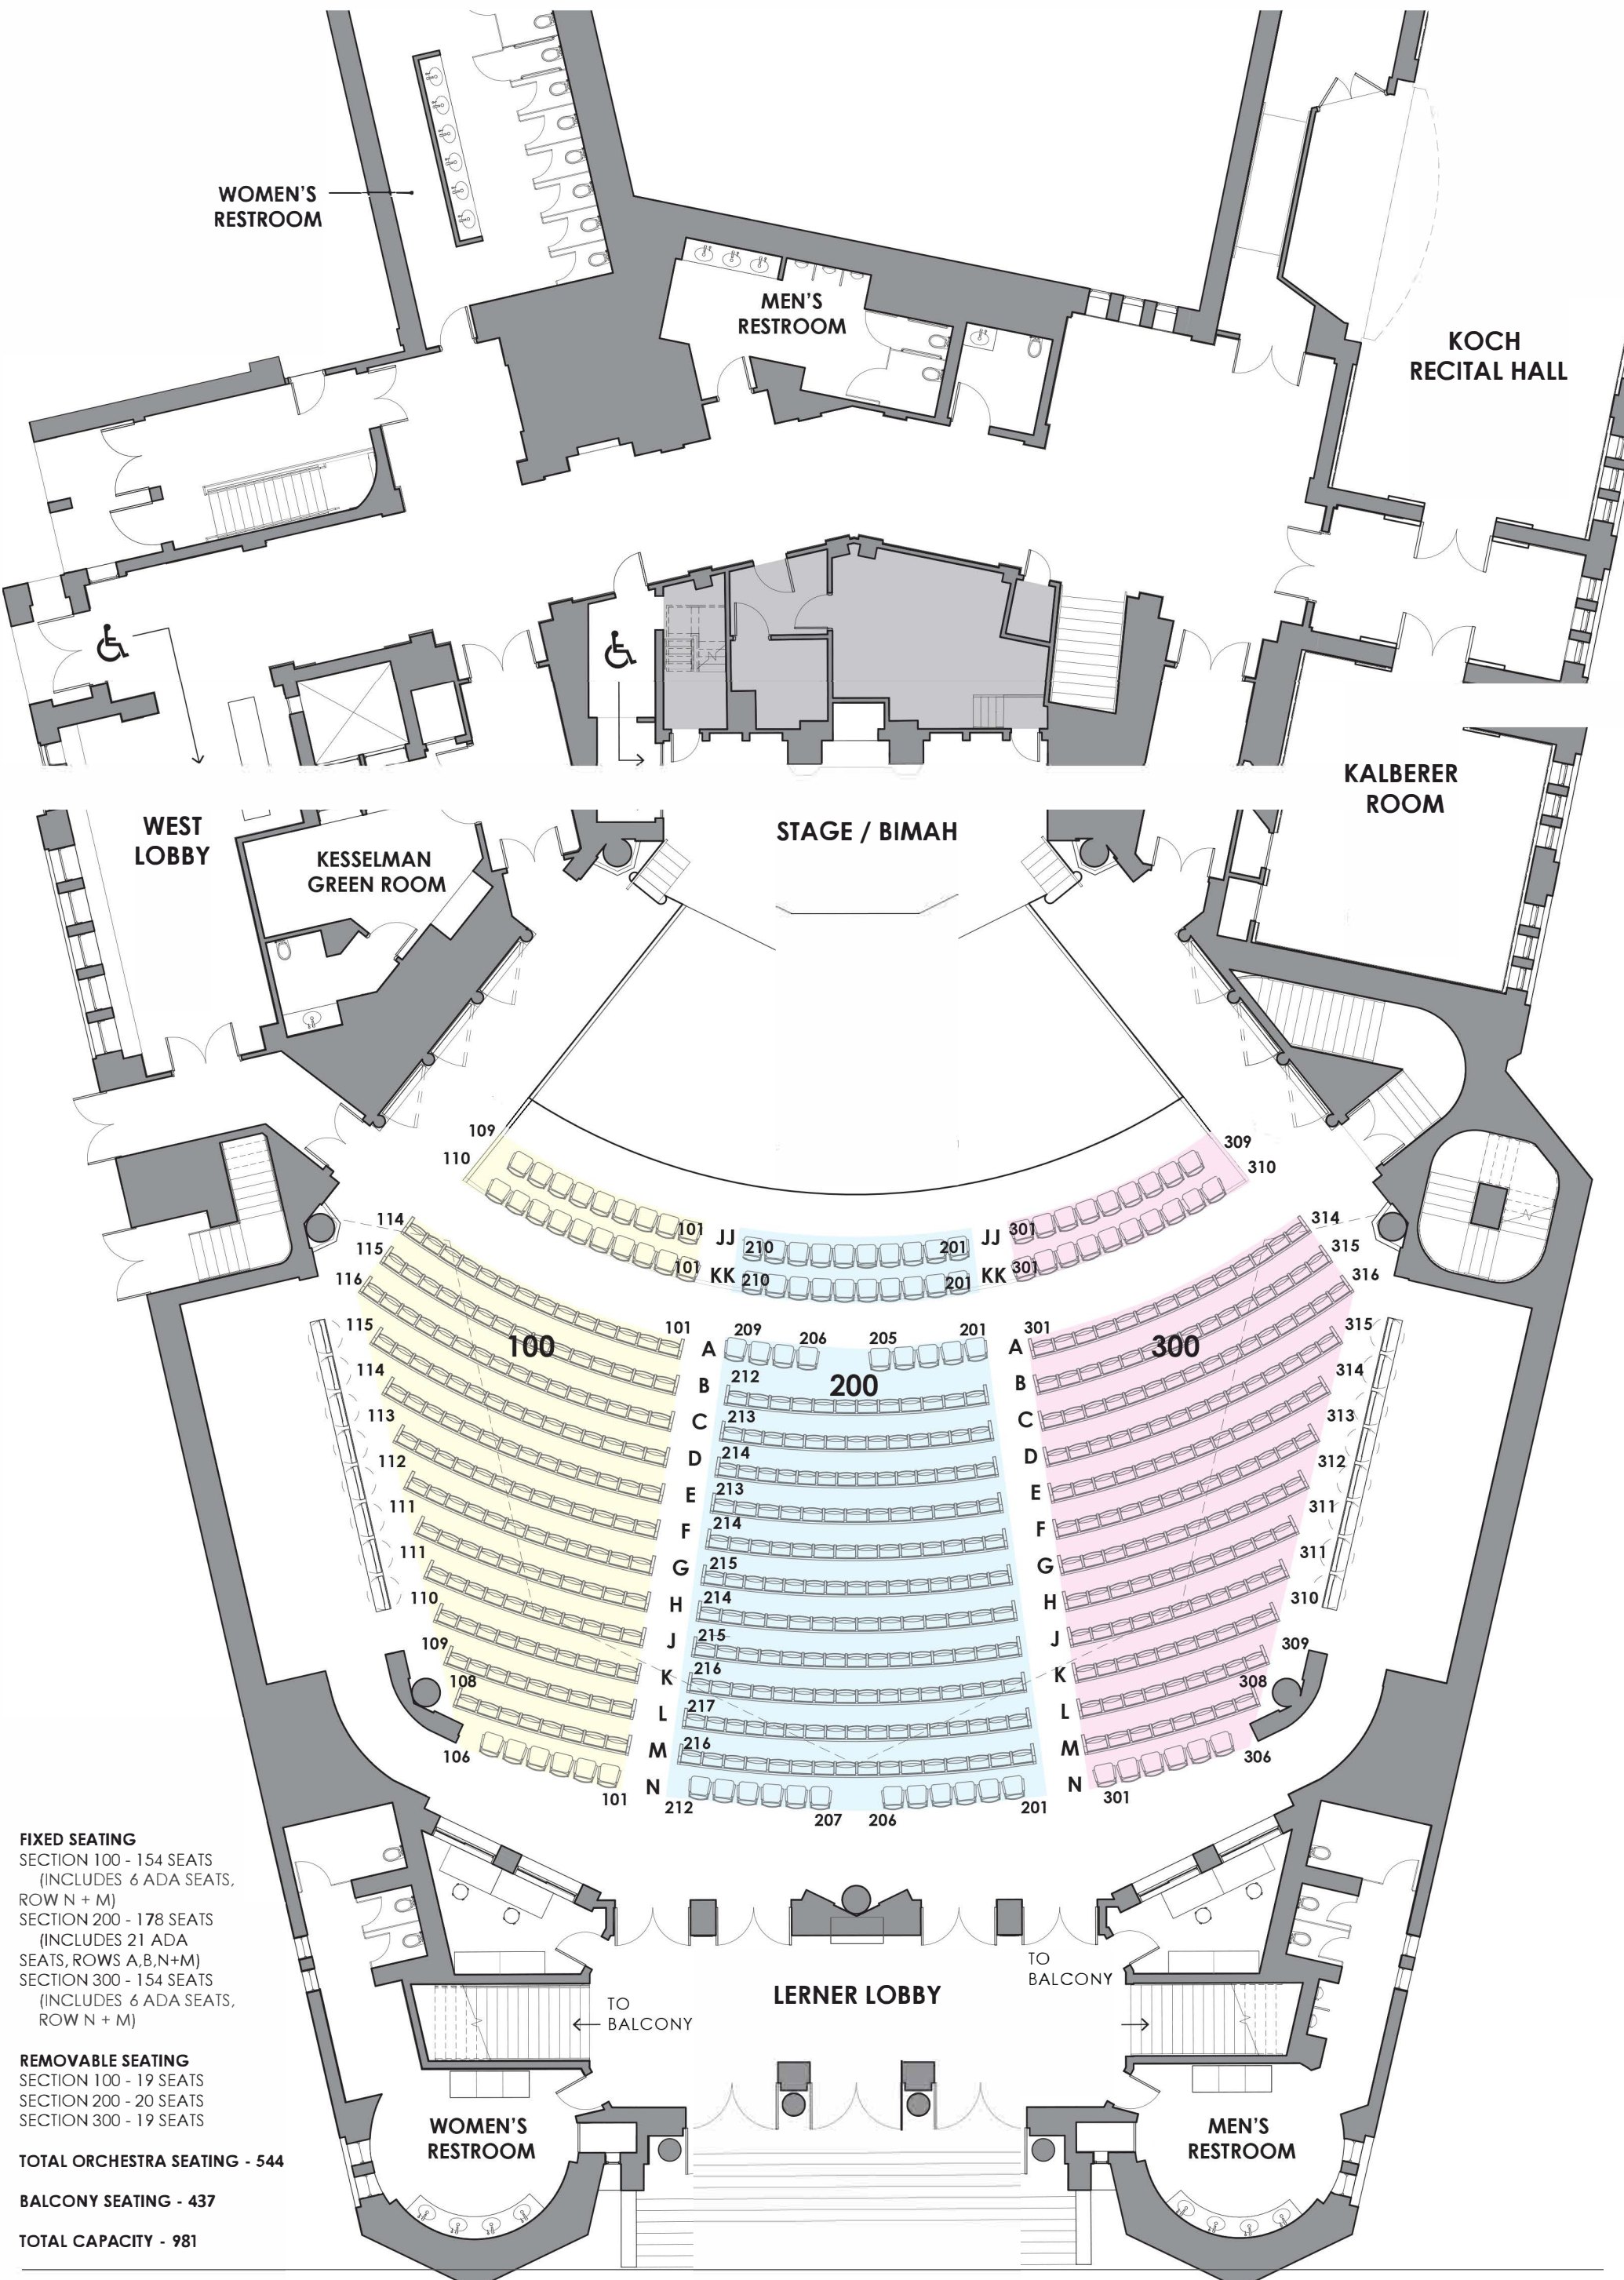 WOMEN'S
RESTROOM
MEN'S
RESTROOM
KOCH
RECITAL HALL
KALBERER
ROOM
WEST
LOBBY
KESSELMAN
GREEN ROOM
STAGE / BIMAH
109
110
309
310
101 JJ 210 201 JJ 301
101 KK 210 201 KK 301
114
115
116
115
114
113
112
111
111
110
109
108
106
100
101
101
A 209 206 205 201 A 301
B 212 B
200
C 213 C
D 214 D
E 213 E
F 214 F
G 215 G
H 214 H
J 215 J
K 216 K
L 217 L
M 216 M
N 212 207 206 201 N 301
300
314
315
316
315
314
313
312
311
311
310
309
308
306
FIXED SEATING
SECTION 100 - 154 SEATS
(INCLUDES 6 ADA SEATS,
ROW N + M)
SECTION 200 - 178 SEATS
(INCLUDES 21 ADA
SEATS, ROWS A,B,N+M)
SECTION 300 - 154 SEATS
(INCLUDES 6 ADA SEATS,
ROW N + M)
REMOVABLE SEATING
SECTION 100 - 19 SEATS
SECTION 200 - 20 SEATS
SECTION 300 - 19 SEATS
TOTAL ORCHESTRA SEATING - 544
BALCONY SEATING - 437
TOTAL CAPACITY - 981
LERNER LOBBY
TO
BALCONY
TO
BALCONY
WOMEN'S
RESTROOM
MEN'S
RESTROOM